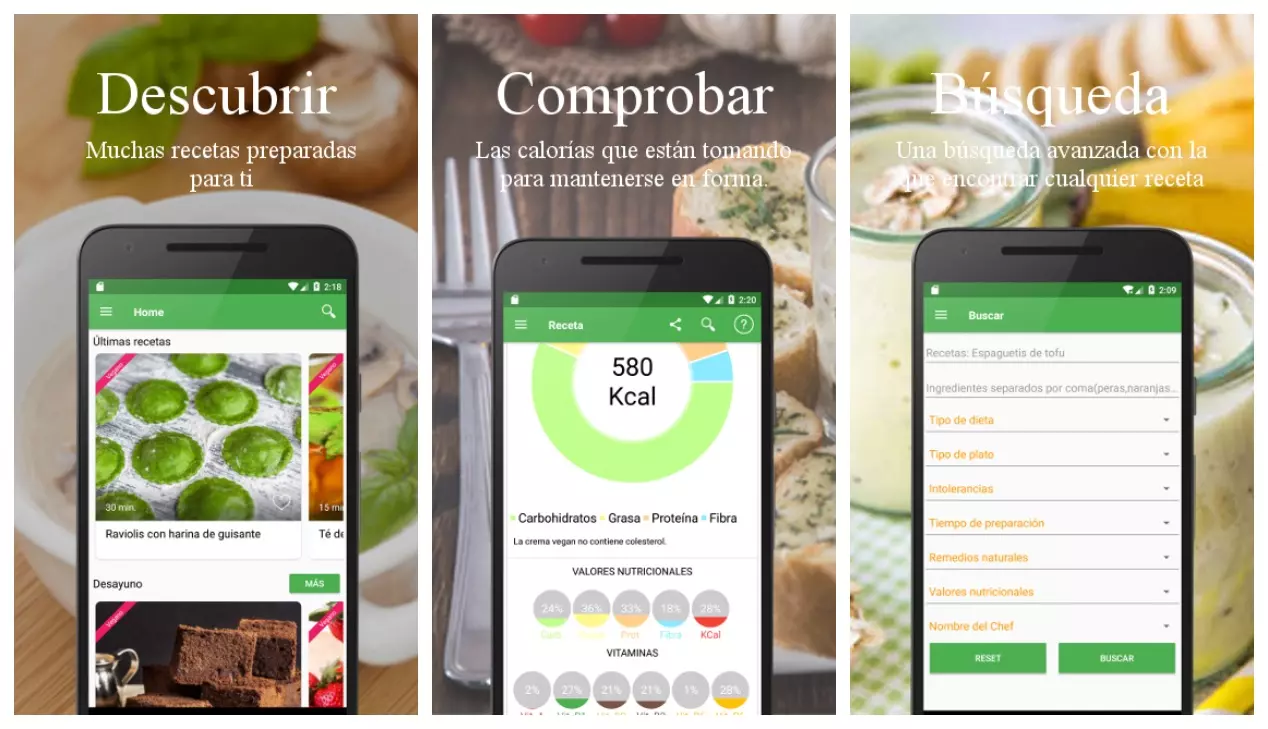 Descubrir
Muchas recetas preparadas
para ti
2:18
Home
Últimas recetas
Vegano
Vegano
30 min.
15 mi
Raviolis con harina de guisante
Té de
Desayuno
MÁS
Vegano
Vegano
Comprobar
Las calorías que están tomando
para mantenerse en forma.
2:20
Receta
?
580
Kcal
Carbohidratos Grasa Proteína Fibra
La crema vegan no contiene colesterol.
VALORES NUTRICIONALES
24% 36% 33% 18% 28%
Carb Prot Fibra KCal
VITAMINAS
2% 27% 21% 21% 1% 28%
Búsqueda
Una búsqueda avanzada con la
que encontrar cualquier receta
2:09
Buscar
Recetas: Espaguetis de tofu
Ingredientes separados por coma(peras,naranjas...
Tipo de dieta
Tipo de plato
Intolerancias
Tiempo de preparación
Remedios naturales
Valores nutricionales
Nombre del Chef
RESET BUSCAR